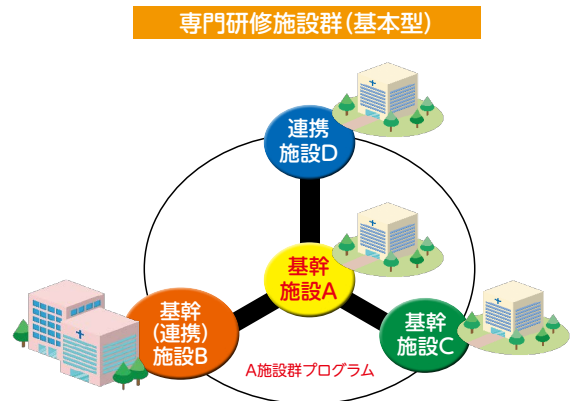 専門研修施設群(基本型)
連携
施設D
基幹
施設A
基幹
(連携)
施設B
基幹
施設C
A施設群プログラム